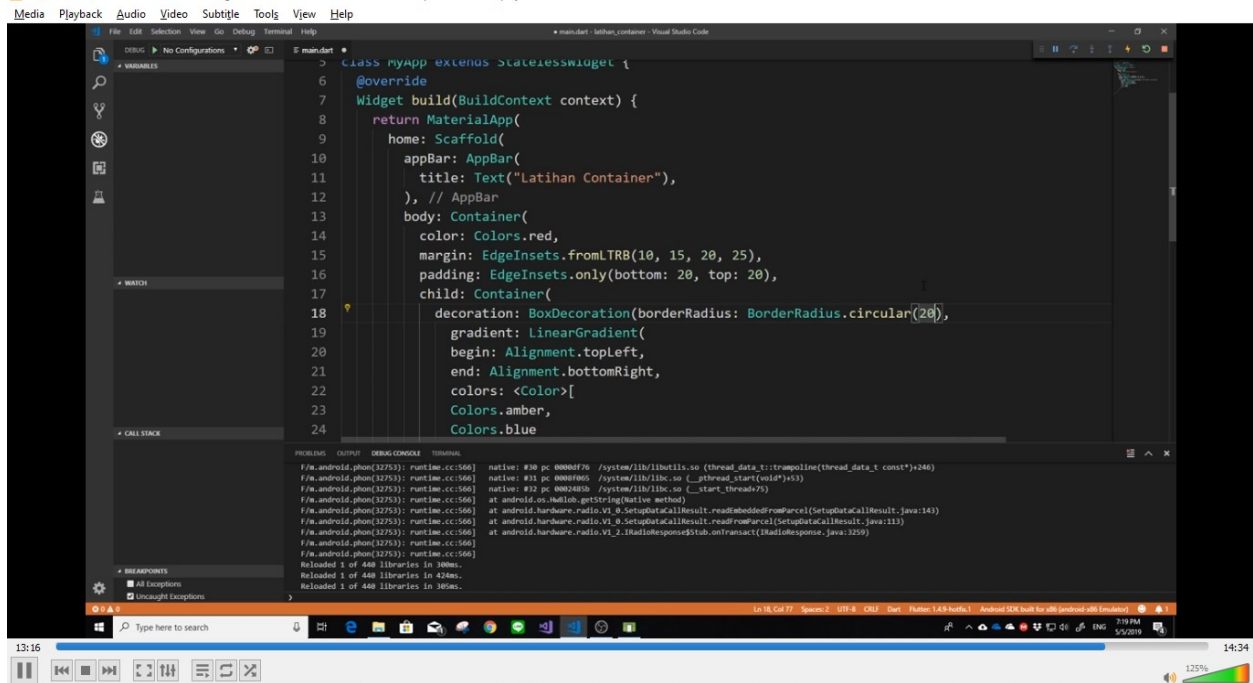 Media Playback Audio Video Subtitle Tools View Help
File Edit Selection View Go Debug Terminal Help
• main.dart - latihan_container - Visual Studio Code
DEBUG No Configurations
main.dart
VARIABLES
5 class MyApp extends StatelessWidget {
6 @override
7 Widget build(BuildContext context) {
8 return MaterialApp(
9 home: Scaffold(
10 appBar: AppBar(
11 title: Text("Latihan Container"),
12 ), // AppBar
13 body: Container(
14 color: Colors.red,
15 margin: EdgeInsets.fromLTRB(10, 15, 20, 25),
16 padding: EdgeInsets.only(bottom: 20, top: 20),
WATCH
17 child: Container(
18 decoration: BoxDecoration(borderRadius: BorderRadius.circular(20),
19 gradient: LinearGradient(
20 begin: Alignment.topLeft,
21 end: Alignment.bottomRight,
22 colors: <Color>[
23 Colors.amber,
24 Colors.blue
CALL STACK
PROBLEMS OUTPUT DEBUG CONSOLE TERMINAL
F/m.android.phon(32753): runtime.cc:566] native: #30 pc 0000df76 /system/lib/libutils.so (thread_data_t::trampoline(thread_data_t const*)+246)
F/m.android.phon(32753): runtime.cc:566] native: #31 pc 0008f065 /system/lib/libc.so (__pthread_start(void*)+53)
F/m.android.phon(32753): runtime.cc:566] native: #32 pc 0002485b /system/lib/libc.so (__start_thread+75)
F/m.android.phon(32753): runtime.cc:566] at android.os.HwBlob.getString(Native method)
F/m.android.phon(32753): runtime.cc:566] at android.hardware.radio.V1_0.SetupDataCallResult.readEmbeddedFromParcel(SetupDataCallResult.java:143)
F/m.android.phon(32753): runtime.cc:566] at android.hardware.radio.V1_0.SetupDataCallResult.readFromParcel(SetupDataCallResult.java:113)
F/m.android.phon(32753): runtime.cc:566] at android.hardware.radio.V1_2.IRadioResponse$Stub.onTransact(IRadioResponse.java:3259)
F/m.android.phon(32753): runtime.cc:566]
F/m.android.phon(32753): runtime.cc:566]
Reloaded 1 of 440 libraries in 300ms.
Reloaded 1 of 440 libraries in 424ms.
Reloaded 1 of 440 libraries in 305ms.
BREAKPOINTS
All Exceptions
Uncaught Exceptions
0 0
Ln 18, Col 77 Spaces: 2 UTF-8 CRLF Dart Flutter: 1.4.9-hotfix.1 Android SDK built for x86 (android-x86 Emulator) 1
Type here to search
ENG 7:19 PM
5/5/2019
13:16 14:34
125%